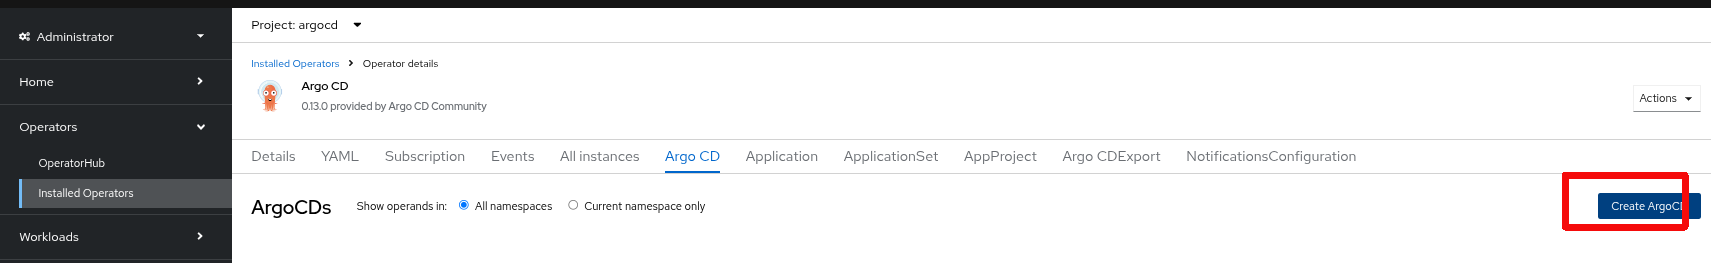 Project: argocd
Administrator
Home
Operators
OperatorHub
Installed Operators
Workloads
Installed Operators > Operator details
Argo CD
0.13.0 provided by Argo CD Community
Actions
Details YAML Subscription Events All instances Argo CD Application ApplicationSet AppProject Argo CDExport NotificationsConfiguration
ArgoCDs Show operands in: All namespaces Current namespace only
Create ArgoCD